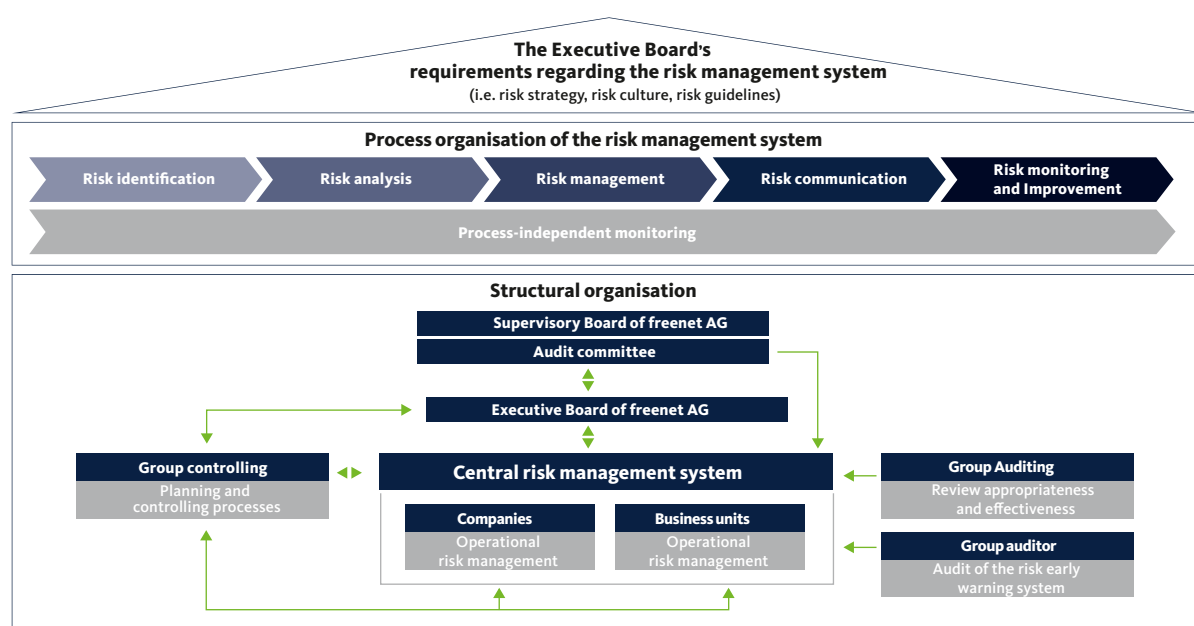 The Executive Board's
requirements regarding the risk management system
(i.e. risk strategy, risk culture, risk guidelines)
Process organisation of the risk management system
Risk identification
Risk analysis
Risk management
Risk communication
Risk monitoring
and Improvement
Process-independent monitoring
Structural organisation
Supervisory Board of freenet AG
Audit committee
Executive Board of freenet AG
Group controlling
Planning and
controlling processes
Central risk management system
Companies
Operational
risk management
Business units
Operational
risk management
Group Auditing
Review appropriateness
and effectiveness
Group auditor
Audit of the risk early
warning system